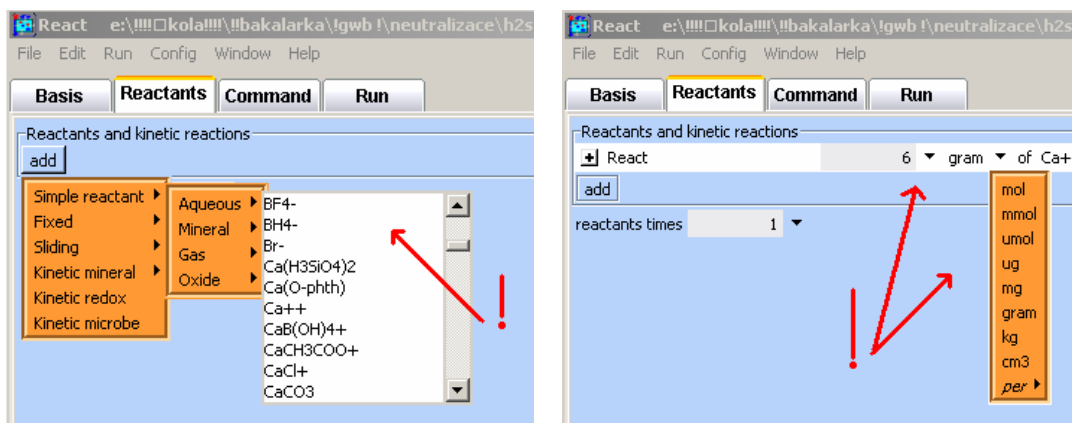 React e:\!!!!□kola!!!!\!!bakalarka\!gwb !\neutralizace\h2s
File Edit Run Config Window Help
Basis Reactants Command Run
Reactants and kinetic reactions
add
Simple reactant
Fixed
Sliding
Kinetic mineral
Kinetic redox
Kinetic microbe
Aqueous
Mineral
Gas
Oxide
BF4-
BH4-
Br-
Ca(H3SiO4)2
Ca(O-phth)
Ca++
CaB(OH)4+
CaCH3COO+
CaCl+
CaCO3
!
React e:\!!!!□kola!!!!\!!bakalarka\!gwb !\neutralizace\h2s
File Edit Run Config Window Help
Basis Reactants Command Run
Reactants and kinetic reactions
+ React 6 gram of Ca+
add
reactants times 1
mol
mmol
umol
ug
mg
gram
kg
cm3
per
!